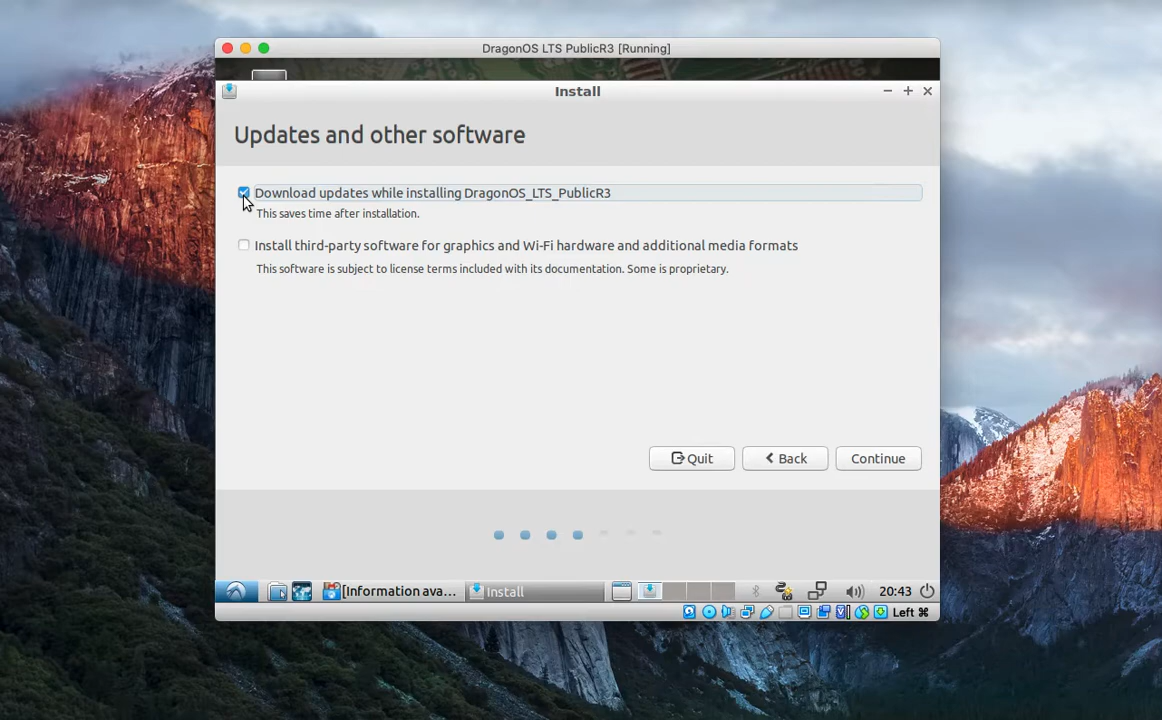 DragonOS LTS PublicR3 [Running]
Install
Updates and other software
Download updates while installing DragonOS_LTS_PublicR3
This saves time after installation.
Install third-party software for graphics and Wi-Fi hardware and additional media formats
This software is subject to license terms included with its documentation. Some is proprietary.
Quit
Back
Continue
[Information ava...
Install
20:43
Left ⌘